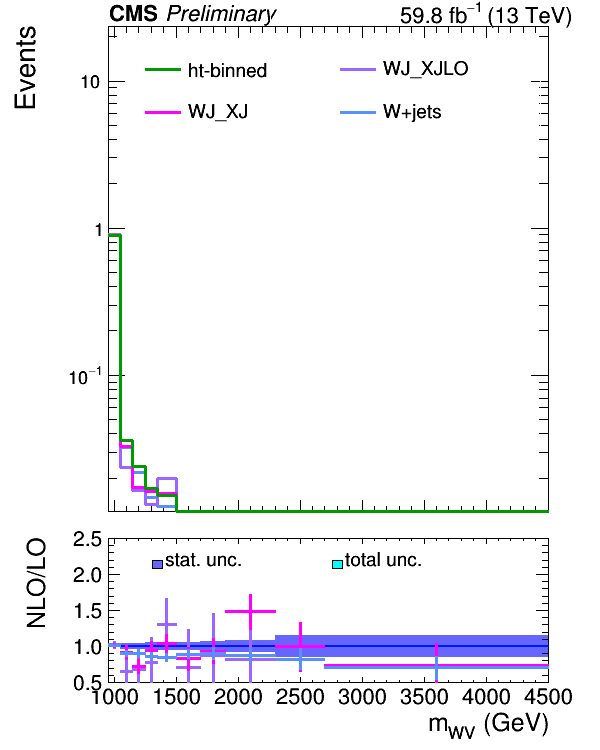 CMS Preliminary 59.8 fb⁻¹ (13 TeV)
Events
ht-binned WJ_XJLO
WJ_XJ W+jets
10
1
10⁻¹
NLO/LO
stat. unc. total unc.
2.5
2.0
1.5
1.0
0.5
1000 1500 2000 2500 3000 3500 4000 4500
m_WV (GeV)